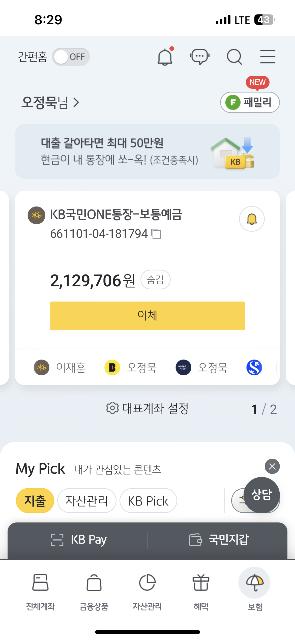 8:29
LTE 43
간편홈 OFF
NEW
오정묵님 >
F 패밀리
대출 갈아타면 최대 50만원
현금이 내 통장에 쏘-옥! (조건충족시)
KB
KB국민ONE통장-보통예금
661101-04-181794
2,129,706원 숨김
이체
이재훈 B 오정묵 오정묵 S
대표계좌 설정 1 / 2
My Pick 내가 관심있는 콘텐츠
지출 자산관리 KB Pick
상담
KB Pay 국민지갑
전체계좌 금융상품 자산관리 혜택 보험